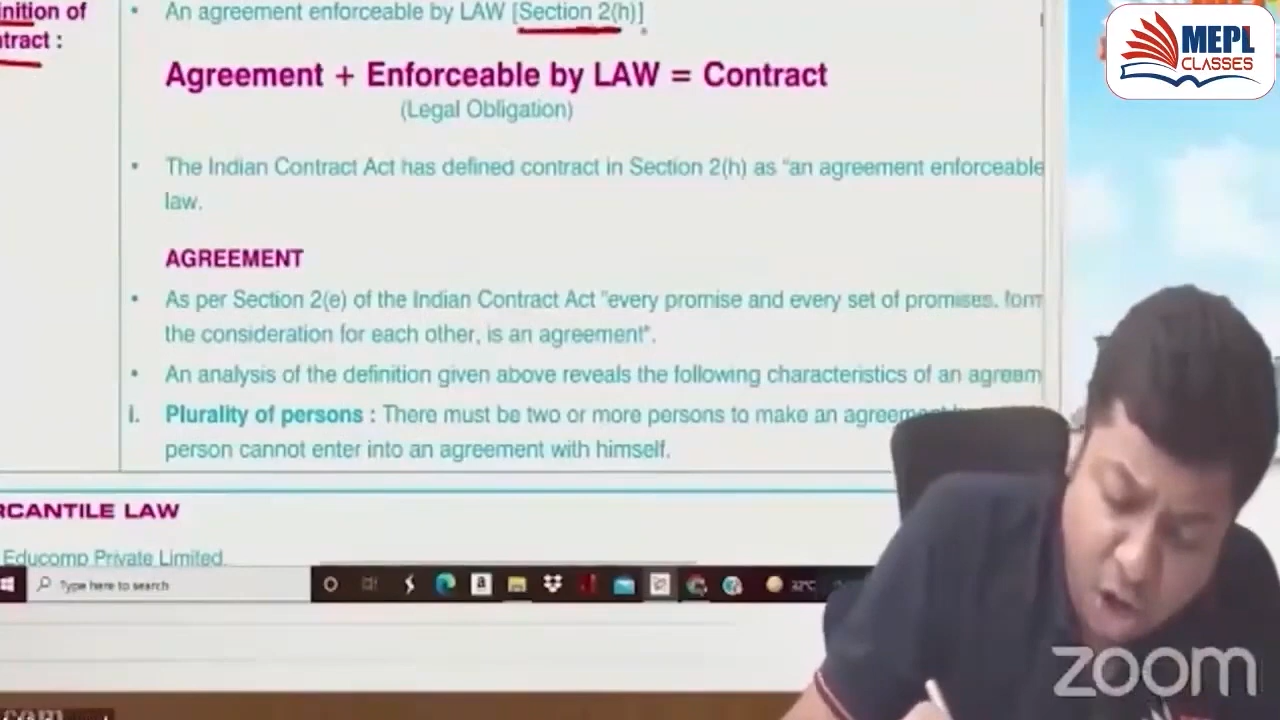 An agreement enforceable by LAW [Section 2(h)]
MEPL
CLASSES
Agreement + Enforceable by LAW = Contract
(Legal Obligation)
• The Indian Contract Act has defined contract in Section 2(h) as "an agreement enforceable
law.
AGREEMENT
• As per Section 2(e) of the Indian Contract Act "every promise and every set of promises, form
the consideration for each other, is an agreement".
• An analysis of the definition given above reveals the following characteristics of an agreem
i. Plurality of persons : There must be two or more persons to make an agreement
person cannot enter into an agreement with himself.
RCANTILE LAW
Educomp Private Limited
Type here to search
32°C
zoom